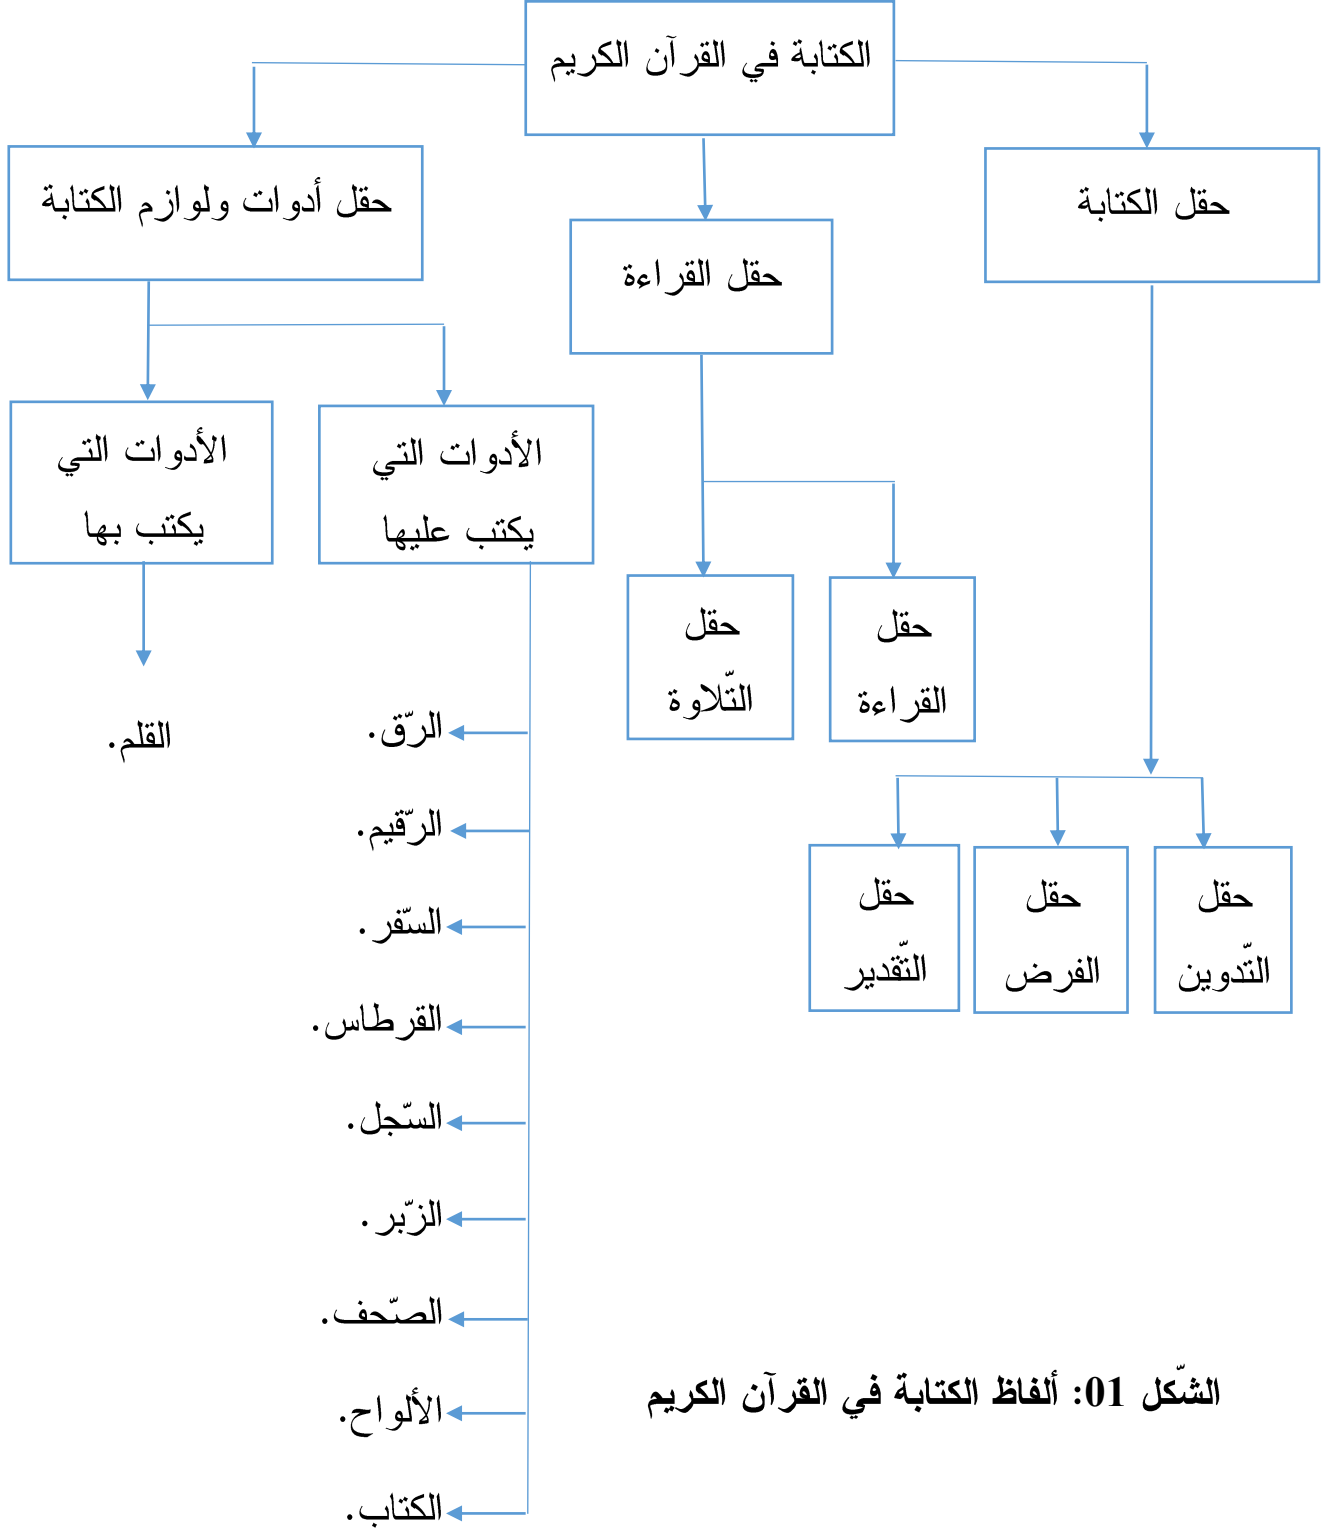 الكتابة في القرآن الكريم
حقل الكتابة
حقل القراءة
حقل أدوات ولوازم الكتابة
حقل
التّدوين
حقل
الفرض
حقل
التّقدير
حقل
القراءة
حقل
التّلاوة
الأدوات التي
يكتب عليها
الأدوات التي
يكتب بها
الرّق.
الرّقيم.
السّفر.
القرطاس.
السّجل.
الزّبر.
الصّحف.
الألواح.
الكتاب.
القلم.
الشّكل 01: ألفاظ الكتابة في القرآن الكريم